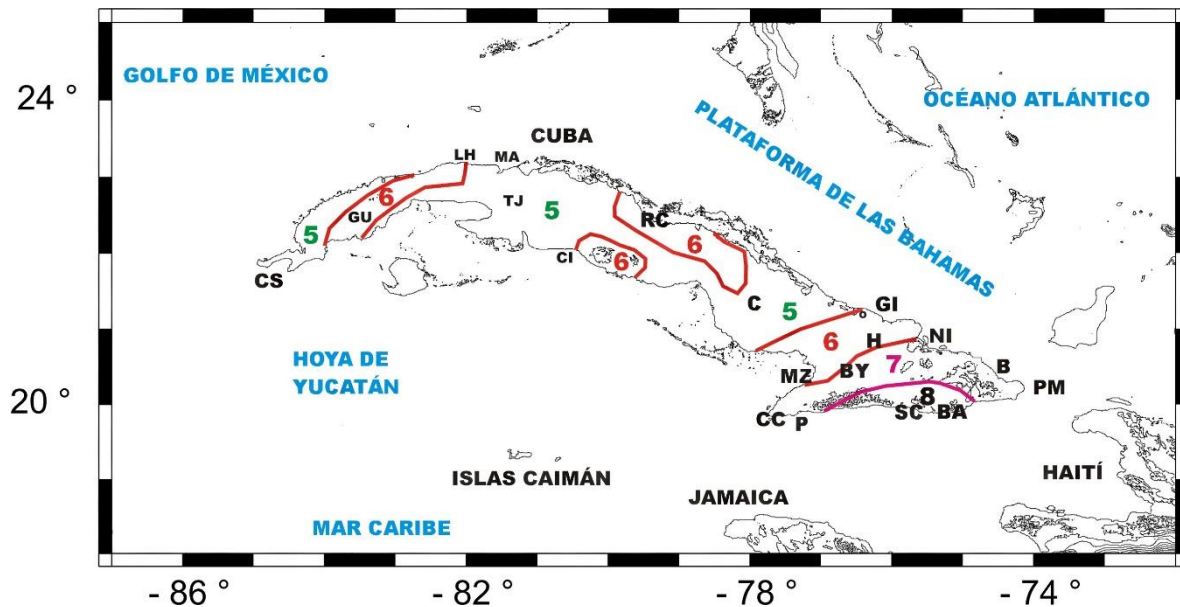 GOLFO DE MÉXICO
24 °
OCÉANO ATLÁNTICO
PLATAFORMA DE LAS BAHAMAS
CUBA
LH
MA
6
TJ
5
GU
RC
5
6
CI
6
CS
C
GI
5
6
H
NI
HOYA DE
YUCATÁN
MZ
BY
7
B
PM
20 °
8
CC
P
SC
BA
ISLAS CAIMÁN
HAITÍ
JAMAICA
MAR CARIBE
- 86 °
- 82 °
- 78 °
- 74 °